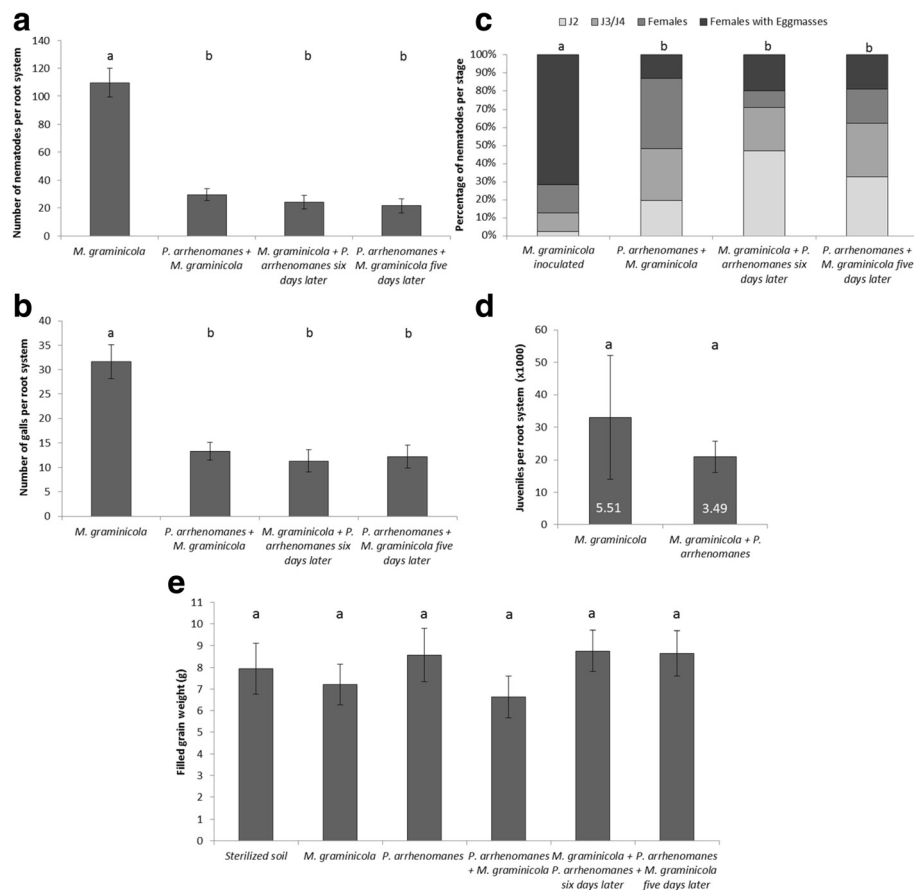 a
Number of nematodes per root system
140
120
100
80
60
40
20
0
a
b
b
b
M. graminicola
P. arrhenomanes +
M. graminicola
M. graminicola + P.
arrhenomanes six
days later
P. arrhenomanes +
M. graminicola five
days later
c
J2
J3/J4
Females
Females with Eggmasses
Percentage of nematodes per stage
100%
90%
80%
70%
60%
50%
40%
30%
20%
10%
0%
a
b
b
b
M. graminicola
inoculated
P. arrhenomanes +
M. graminicola
M. graminicola + P.
arrhenomanes six
days later
P. arrhenomanes +
M. graminicola five
days later
b
Number of galls per root system
40
35
30
25
20
15
10
5
0
a
b
b
b
M. graminicola
P. arrhenomanes +
M. graminicola
M. graminicola + P.
arrhenomanes six
days later
P. arrhenomanes +
M. graminicola five
days later
d
Juveniles per root system (x1000)
60
50
40
30
20
10
0
a
a
5.51
3.49
M. graminicola
M. graminicola + P.
arrhenomanes
e
Filled grain weight (g)
11
10
9
8
7
6
5
4
3
2
1
0
a
a
a
a
a
a
Sterilized soil
M. graminicola
P. arrhenomanes
P. arrhenomanes
+ M. graminicola
M. graminicola +
P. arrhenomanes
six days later
P. arrhenomanes
+ M. graminicola
five days later